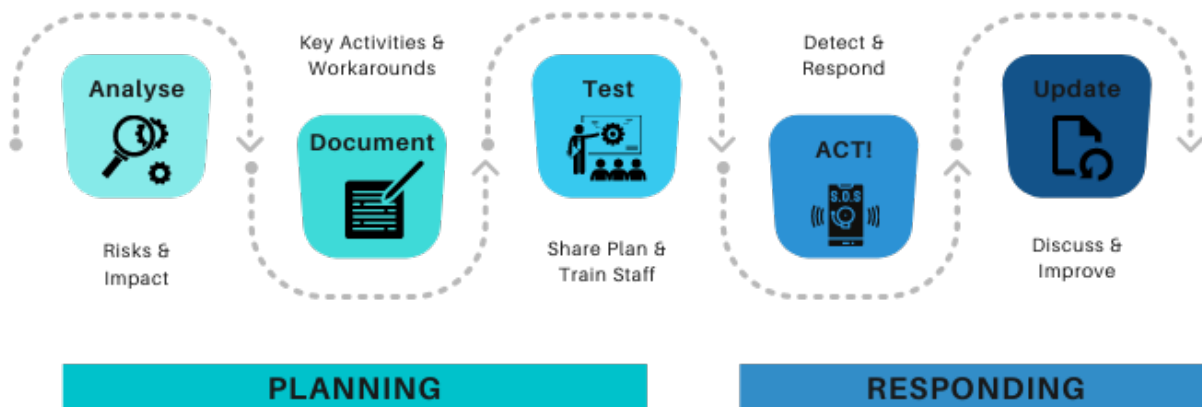 Analyse
Risks &
Impact
Key Activities &
Workarounds
Document
Test
Share Plan &
Train Staff
Detect &
Respond
ACT!
S.O.S
Update
Discuss &
Improve
PLANNING
RESPONDING